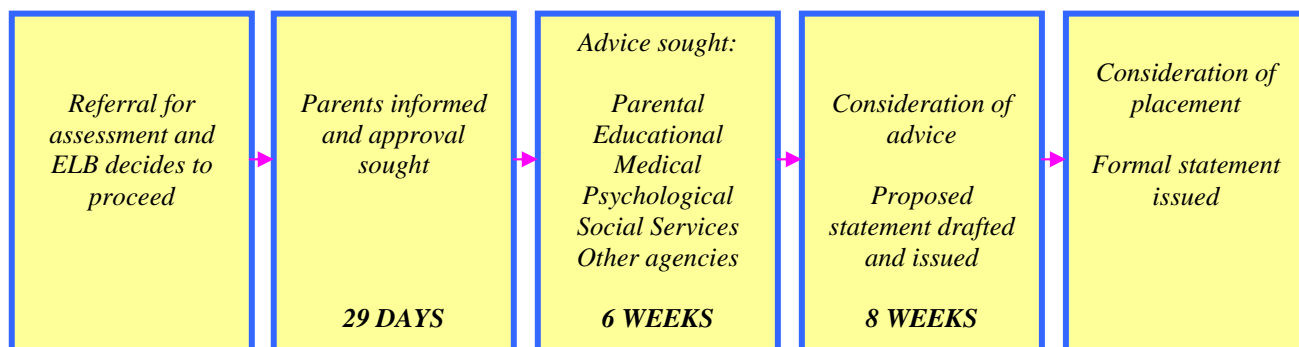 Referral for
assessment and
ELB decides to
proceed
Parents informed
and approval
sought
29 DAYS
Advice sought:
Parental
Educational
Medical
Psychological
Social Services
Other agencies
6 WEEKS
Consideration of
advice
Proposed
statement drafted
and issued
8 WEEKS
Consideration of
placement
Formal statement
issued